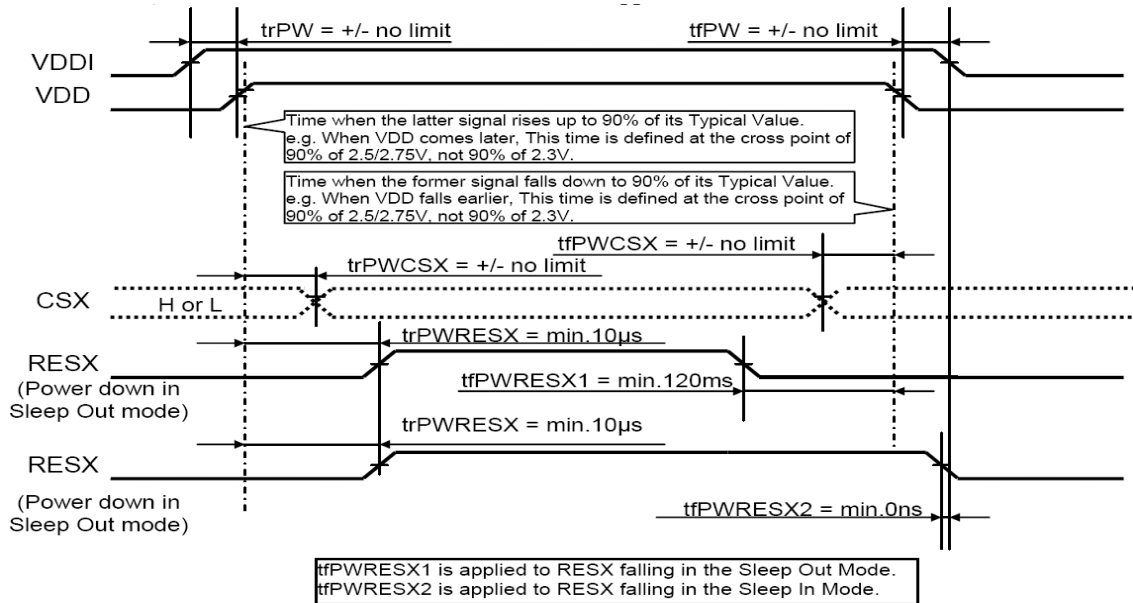 trPW = +/- no limit
tfPW = +/- no limit
VDDI
VDD
Time when the latter signal rises up to 90% of its Typical Value.
e.g. When VDD comes later, This time is defined at the cross point of
90% of 2.5/2.75V, not 90% of 2.3V.
Time when the former signal falls down to 90% of its Typical Value.
e.g. When VDD falls earlier, This time is defined at the cross point of
90% of 2.5/2.75V, not 90% of 2.3V.
tfPWCSX = +/- no limit
trPWCSX = +/- no limit
CSX
H or L
trPWRESX = min.10µs
RESX
(Power down in
Sleep Out mode)
tfPWRESX1 = min.120ms
trPWRESX = min.10µs
RESX
(Power down in
Sleep Out mode)
tfPWRESX2 = min.0ns
tfPWRESX1 is applied to RESX falling in the Sleep Out Mode.
tfPWRESX2 is applied to RESX falling in the Sleep In Mode.